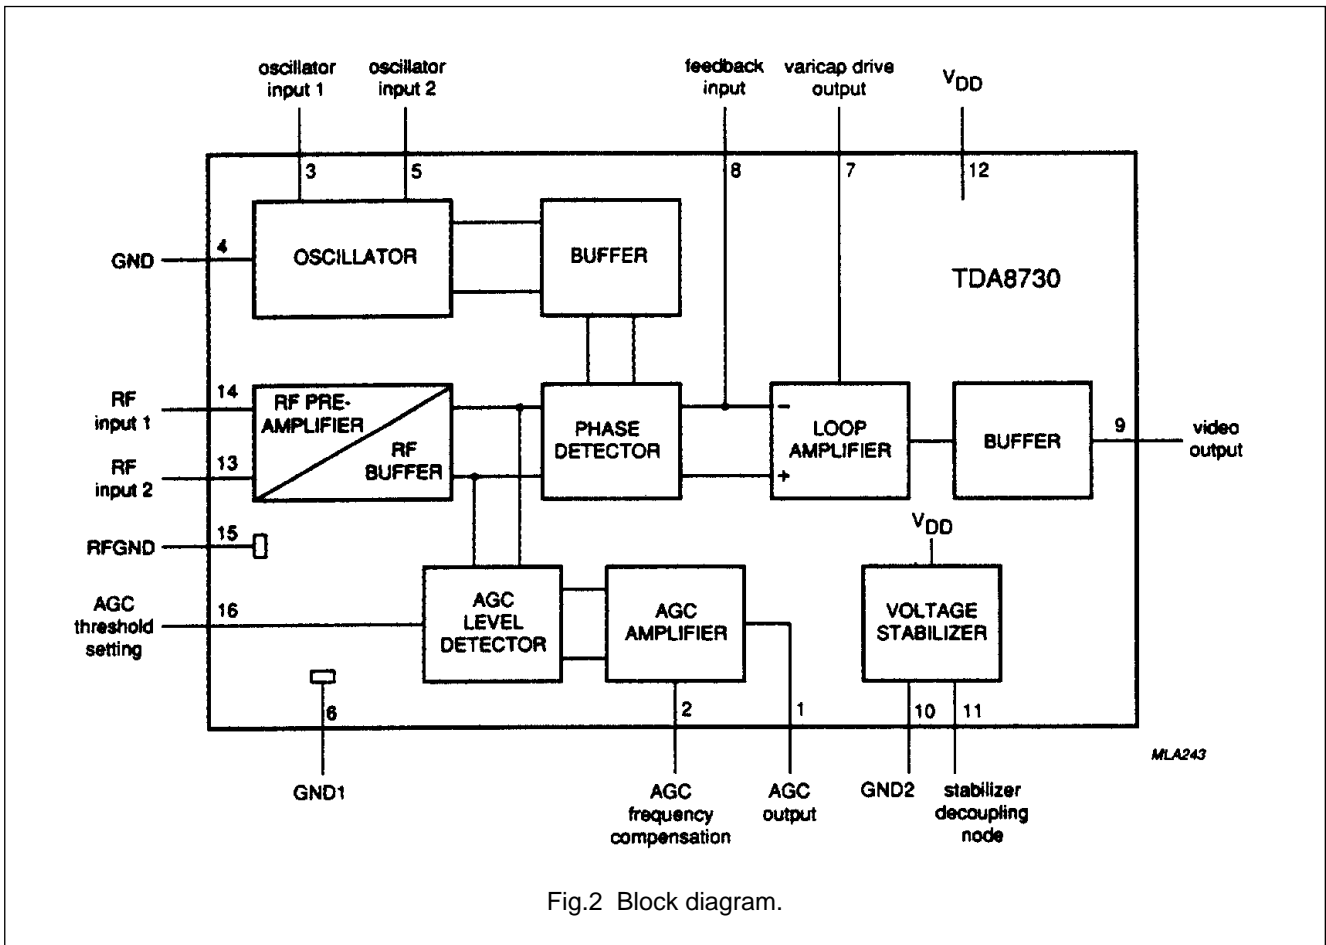 oscillator
input 1
oscillator
input 2
feedback
input
varicap drive
output
VDD
3
5
8
7
12
4
GND
OSCILLATOR
BUFFER
TDA8730
14
RF
input 1
13
RF
input 2
RF PRE-
AMPLIFIER
RF
BUFFER
PHASE
DETECTOR
−
+
LOOP
AMPLIFIER
BUFFER
9
video
output
15
RFGND
VDD
16
AGC
threshold
setting
AGC
LEVEL
DETECTOR
AGC
AMPLIFIER
VOLTAGE
STABILIZER
6
2
1
10
11
MLA243
GND1
AGC
frequency
compensation
AGC
output
GND2
stabilizer
decoupling
node
Fig.2 Block diagram.